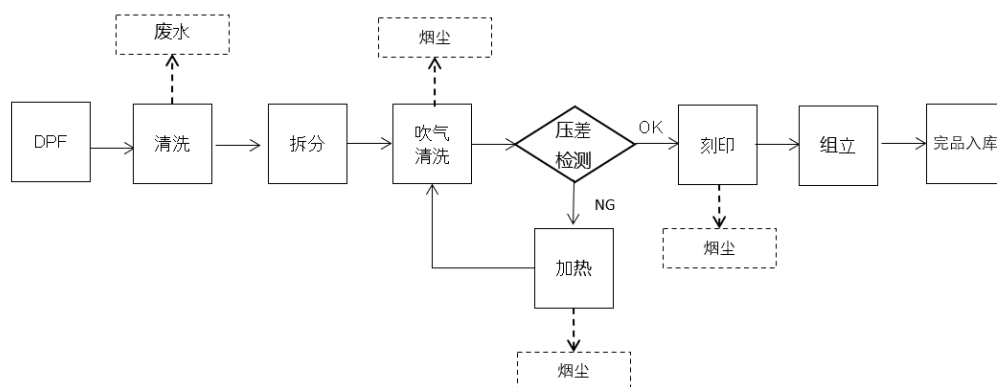 废水
烟尘
DPF
清洗
拆分
吹气
清洗
压差
检测
OK
刻印
组立
完品入库
NG
加热
烟尘
烟尘